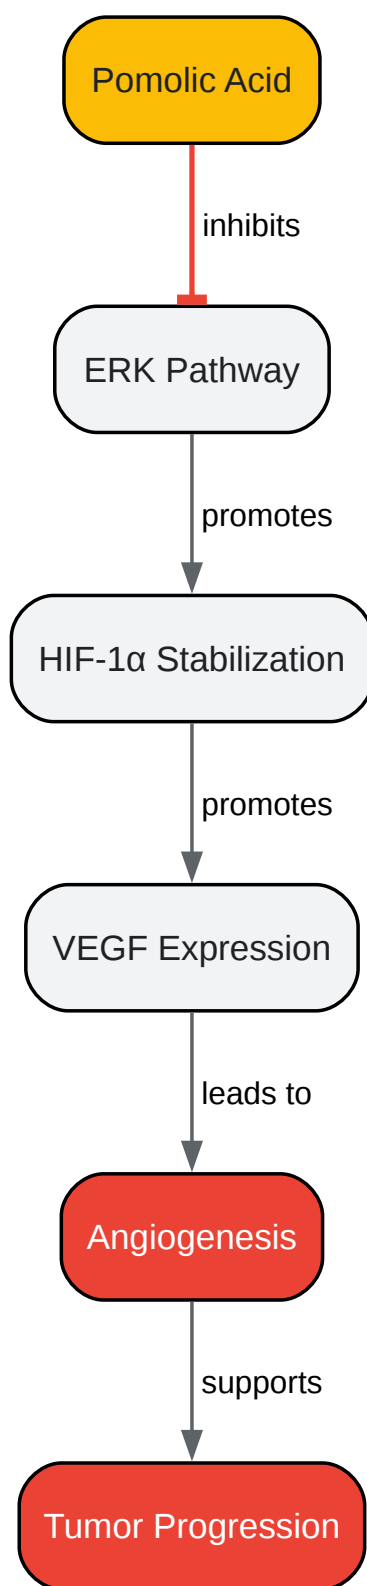 Pomolic Acid
inhibits
ERK Pathway
promotes
HIF-1α Stabilization
promotes
VEGF Expression
leads to
Angiogenesis
supports
Tumor Progression